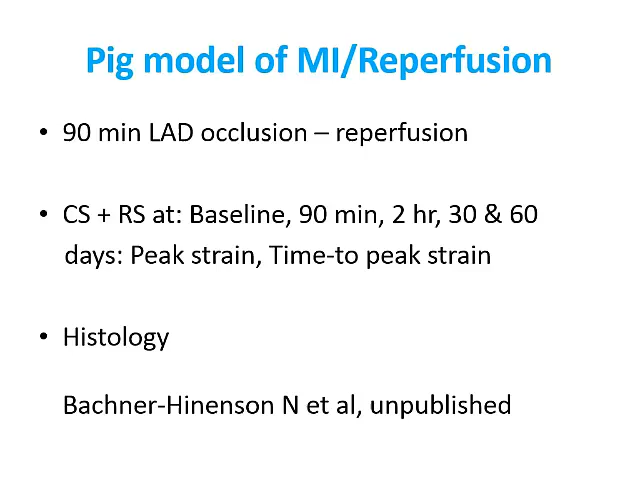 Pig model of MI/Reperfusion
• 90 min LAD occlusion – reperfusion
• CS + RS at: Baseline, 90 min, 2 hr, 30 & 60
days: Peak strain, Time-to peak strain
• Histology
Bachner-Hinenson N et al, unpublished